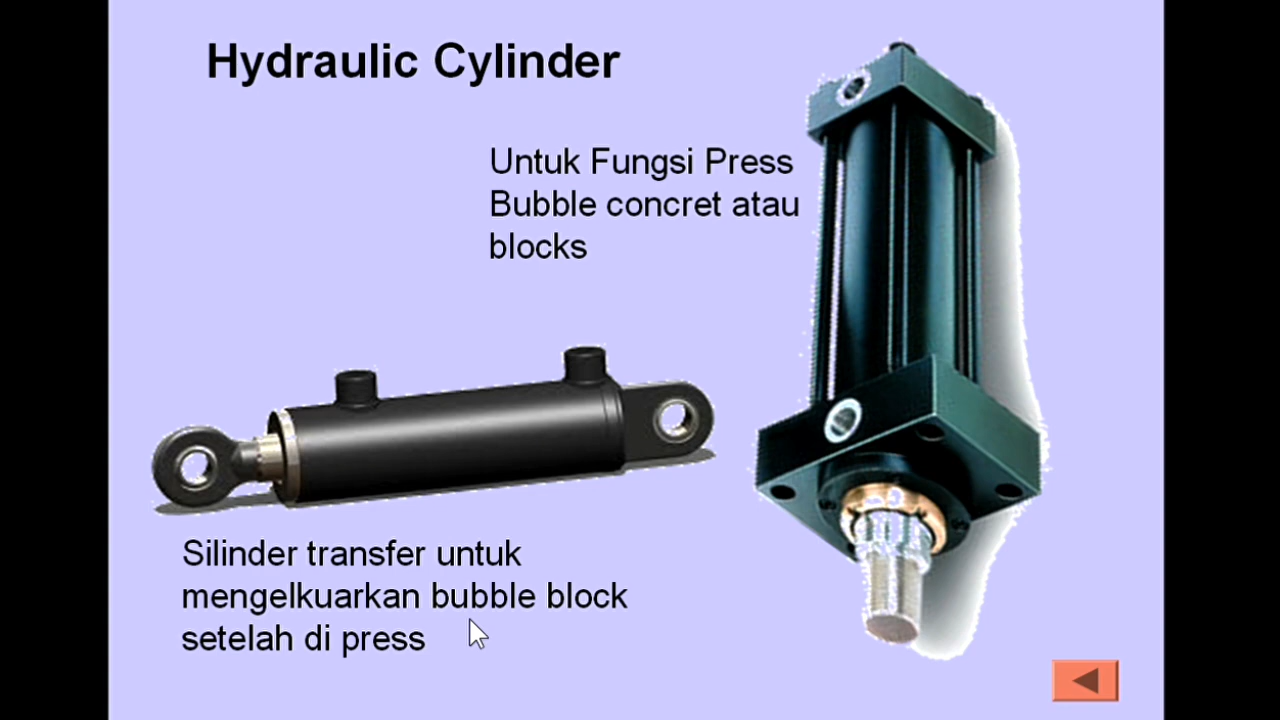 Hydraulic Cylinder
Untuk Fungsi Press
Bubble concret atau
blocks
Silinder transfer untuk
mengelkuarkan bubble block
setelah di press